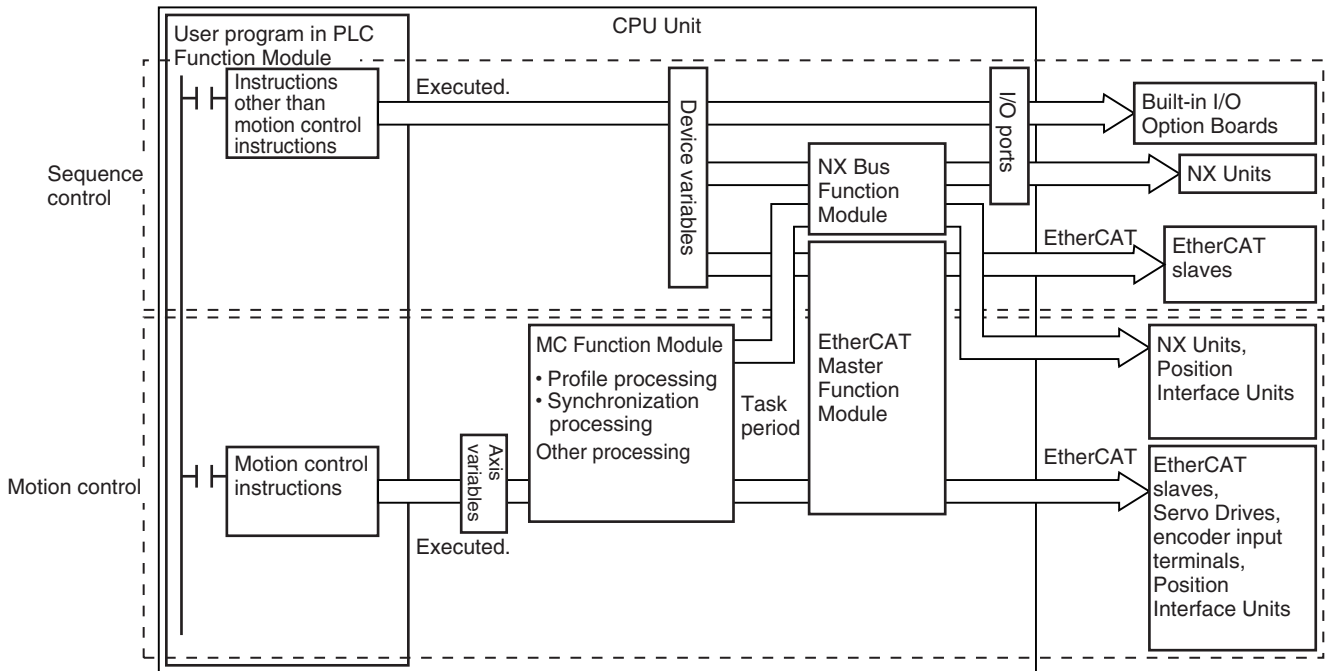 CPU Unit
User program in PLC
Function Module
Instructions
other than
motion control
instructions
Executed.
Device variables
I/O ports
Built-in I/O
Option Boards
NX Bus
Function
Module
NX Units
Sequence
control
EtherCAT
EtherCAT
slaves
MC Function Module
• Profile processing
• Synchronization
processing
Other processing
Task
period
EtherCAT
Master
Function
Module
NX Units,
Position
Interface Units
Motion control
Motion control
instructions
Axis
variables
Executed.
EtherCAT
EtherCAT
slaves,
Servo Drives,
encoder input
terminals,
Position
Interface Units